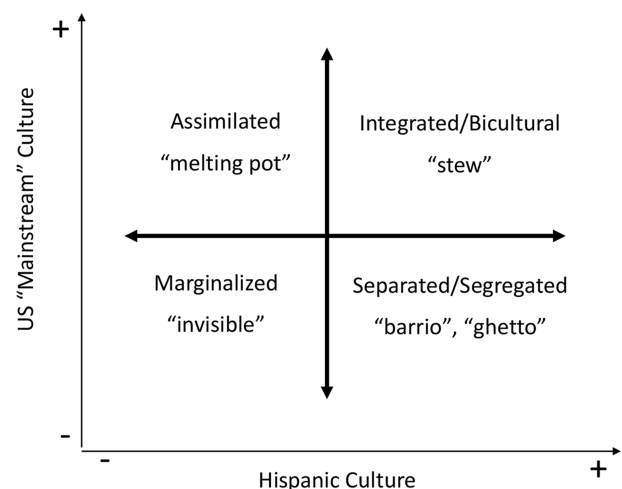 +
US “Mainstream” Culture
Assimilated
“melting pot”
Integrated/Bicultural
“stew”
Marginalized
“invisible”
Separated/Segregated
“barrio”, “ghetto”
-
-
+
Hispanic Culture